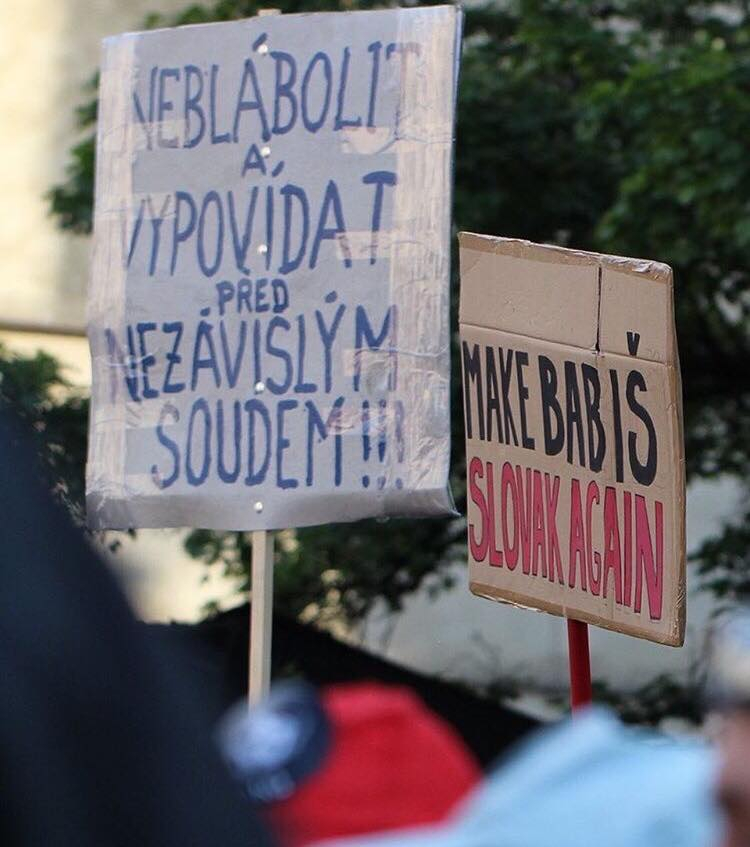 NEBLÁBOLIT
A
VYPOVÍDAT
PŘED
NEZÁVISLÝM
SOUDEM!!!
MAKE BABIŠ
SLOVAK AGAIN